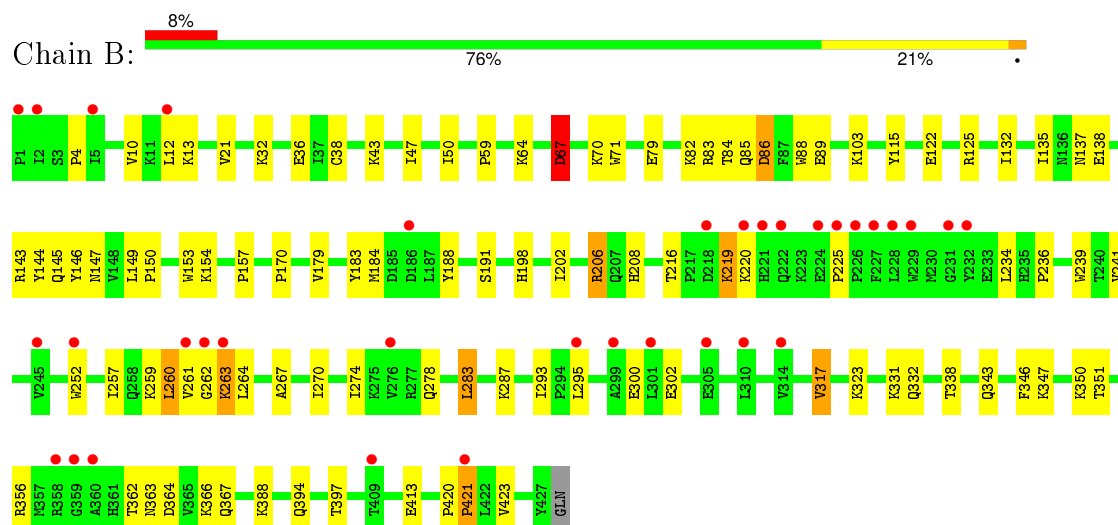 8%
Chain B:
76% 21% •
P1 I2 S3 P4 I5 V10 K11 L12 K13 V21 K32 E36 I37 C38 K43 I47 I50 P59 K64 D67 K70 W71 E79 K82 R83 T84 Q85 D86 F87 W88 E89 K103 Y115 E122 R125 I132 I135 N136 N137 E138
R143 Y144 Q145 Y146 N147 V148 L149 P150 W153 K154 P157 P170 V179 Y183 M184 D185 D186 L187 Y188 S191 H198 I202 R206 Q207 H208 T216 P217 D218 K219 K220 H221 Q222 K223 E224 P225 P226 F227 L228 W229 M230 G231 Y232 E233 L234 H235 P236 W239 T240 V241
V245 W252 I257 Q258 K259 L260 V261 G262 K263 L264 A267 I270 I274 K275 V276 R277 Q278 L283 K287 I293 P294 L295 A299 E300 L301 E302 E305 L310 V314 V317 K323 K331 Q332 T338 Q343 F346 K347 K350 T351
R356 M357 R358 G359 A360 H361 T362 N363 D364 V365 K366 Q367 K388 Q394 T397 T409 E413 P420 P421 L422 V423 Y427 GLN